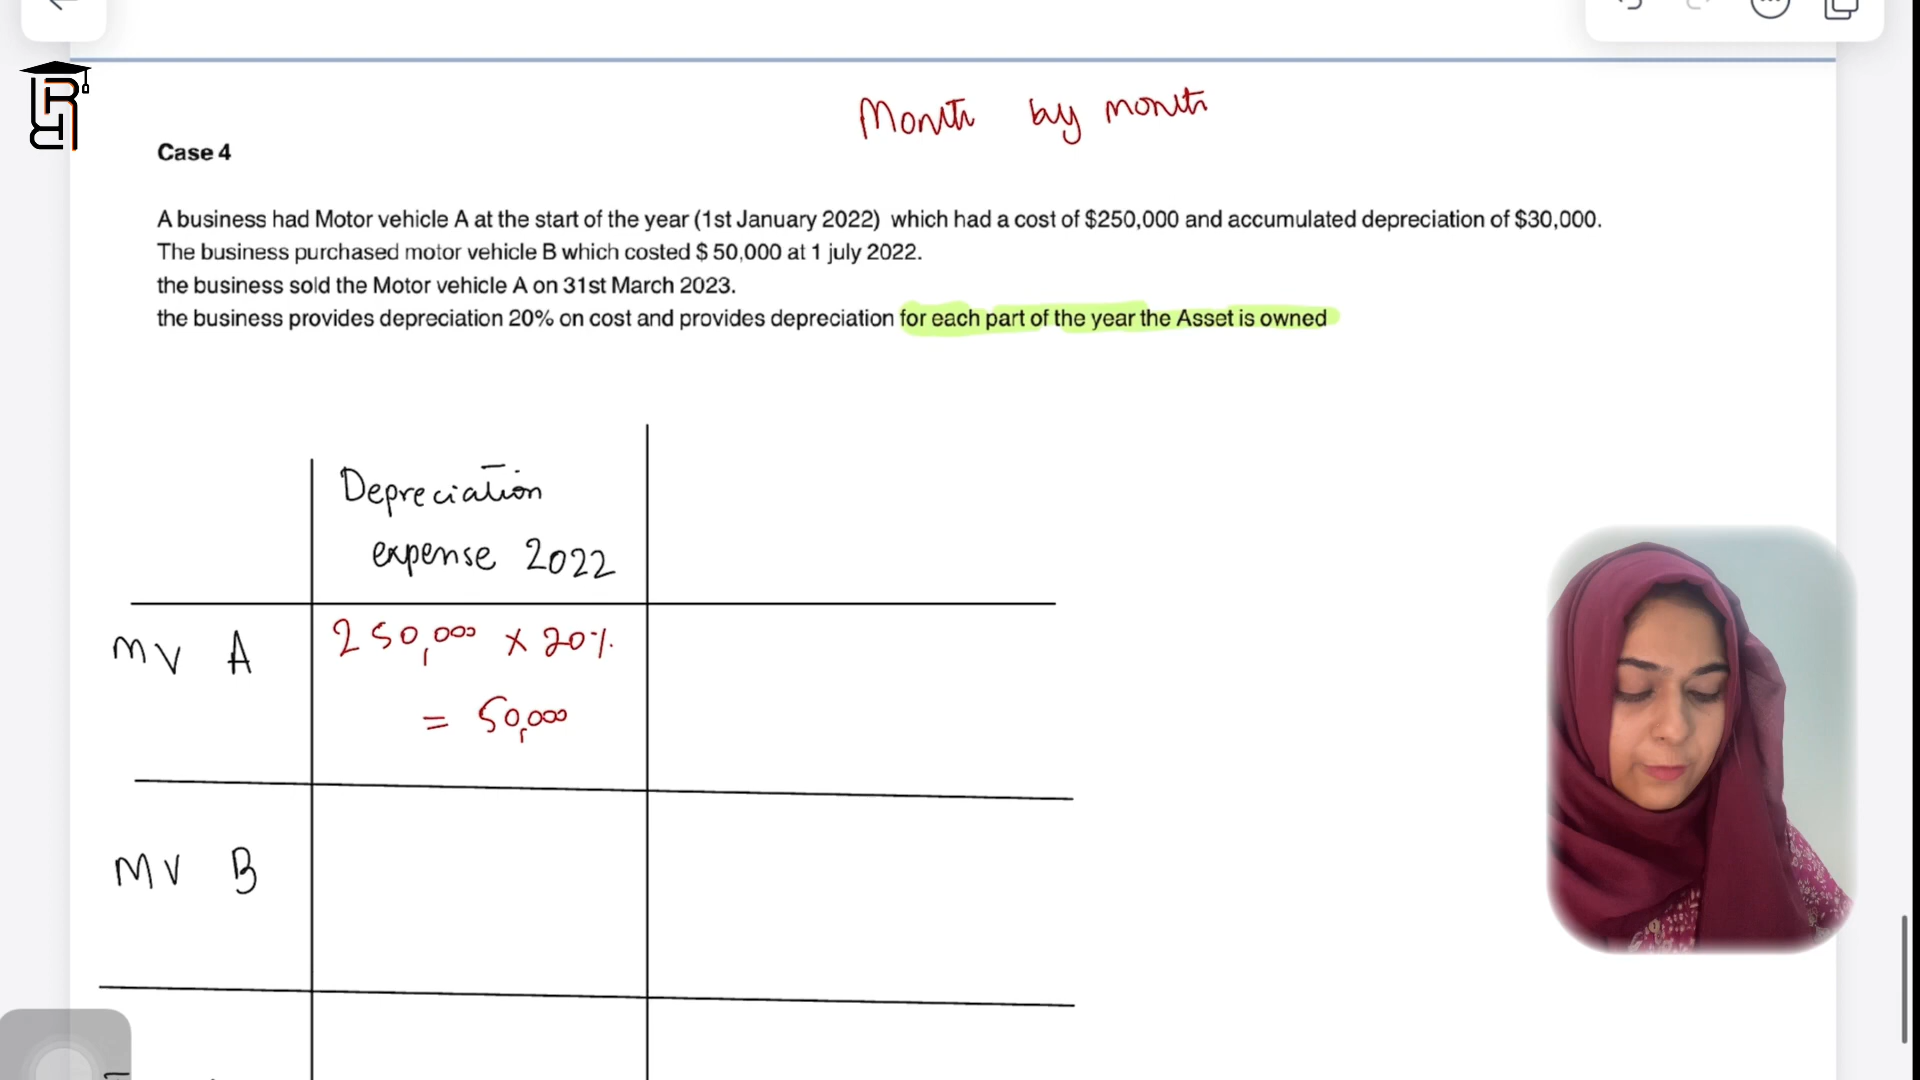 Month by month
Case 4
A business had Motor vehicle A at the start of the year (1st January 2022) which had a cost of $250,000 and accumulated depreciation of $30,000.
The business purchased motor vehicle B which costed $ 50,000 at 1 july 2022.
the business sold the Motor vehicle A on 31st March 2023.
the business provides depreciation 20% on cost and provides depreciation for each part of the year the Asset is owned
Depreciation
expense 2022
MV A 250,000 x 20%
= 50,000
MV B